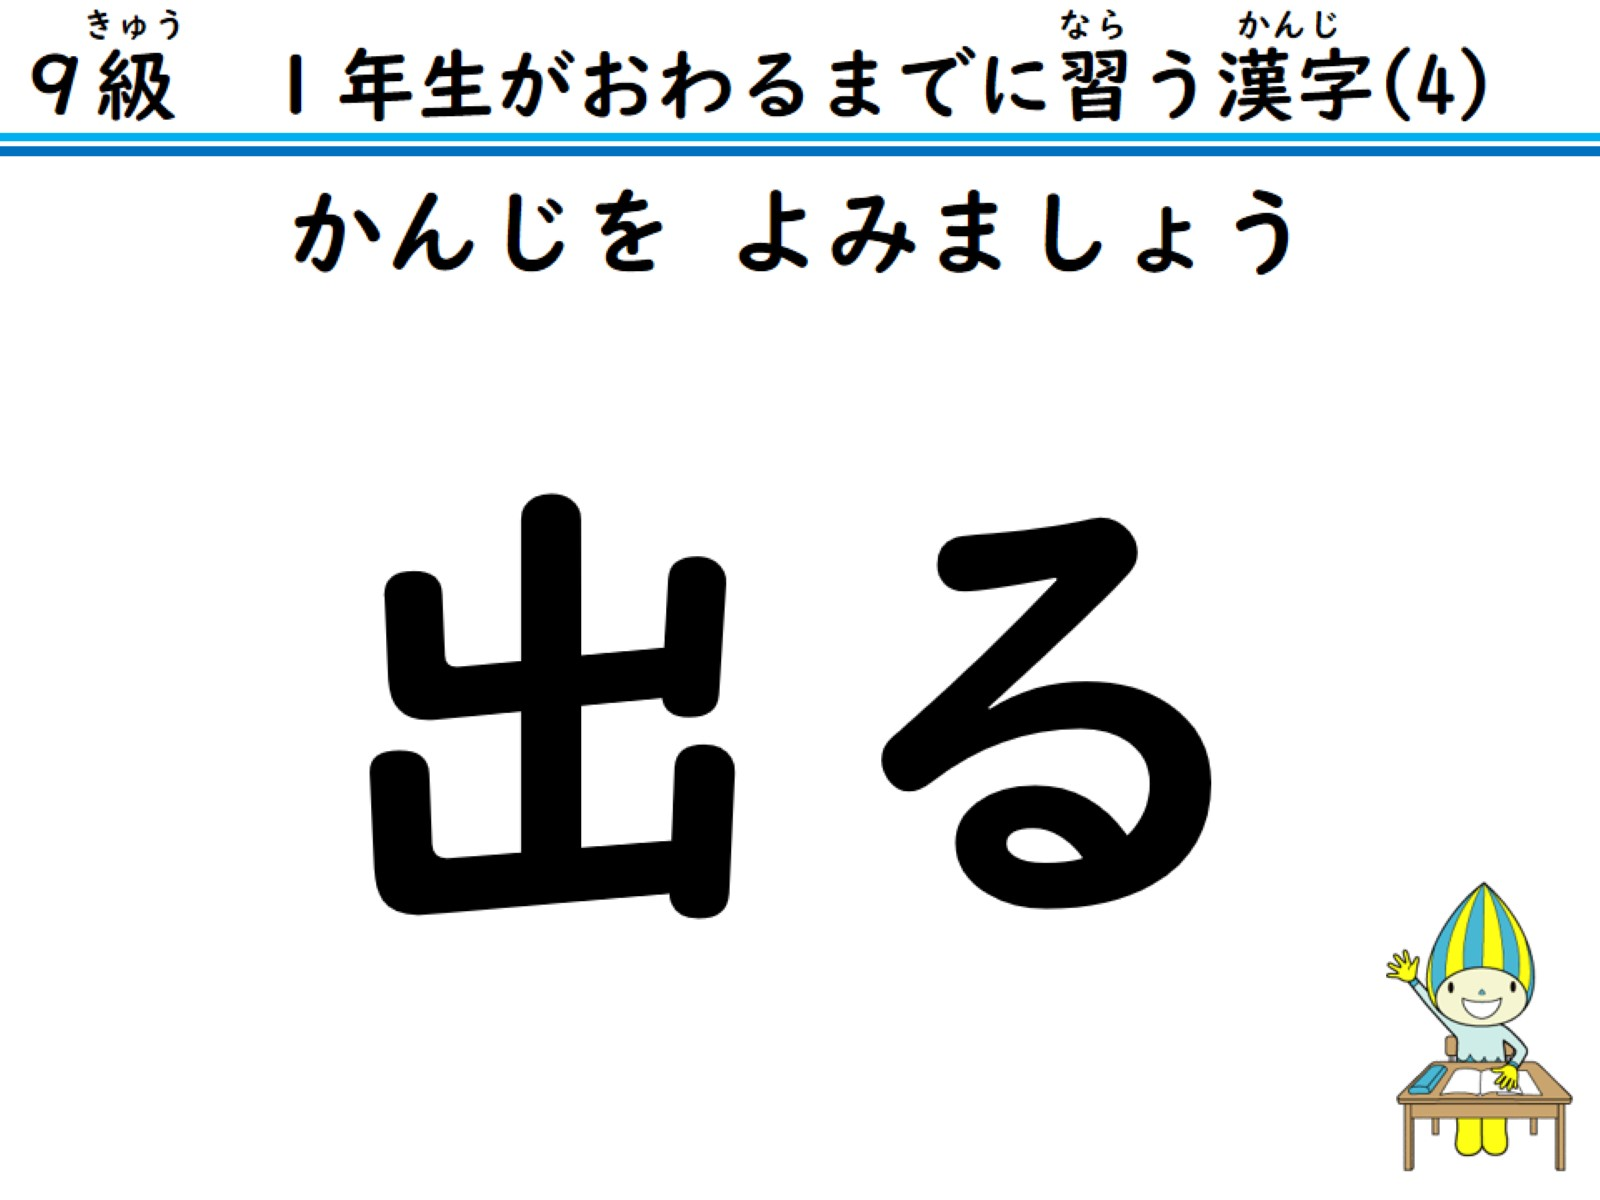 きゅう なら かんじ
9級 1年生がおわるまでに習う漢字(4)
かんじを よみましょう
出る